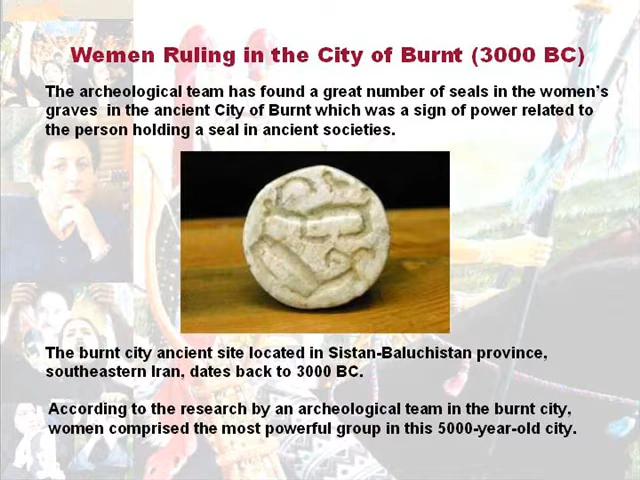 Women Ruling in the City of Burnt (3000 BC)
The archeological team has found a great number of seals in the women's
graves in the ancient City of Burnt which was a sign of power related to
the person holding a seal in ancient societies.
The burnt city ancient site located in Sistan-Baluchistan province,
southeastern Iran, dates back to 3000 BC.
According to the research by an archeological team in the burnt city,
women comprised the most powerful group in this 5000-year-old city.